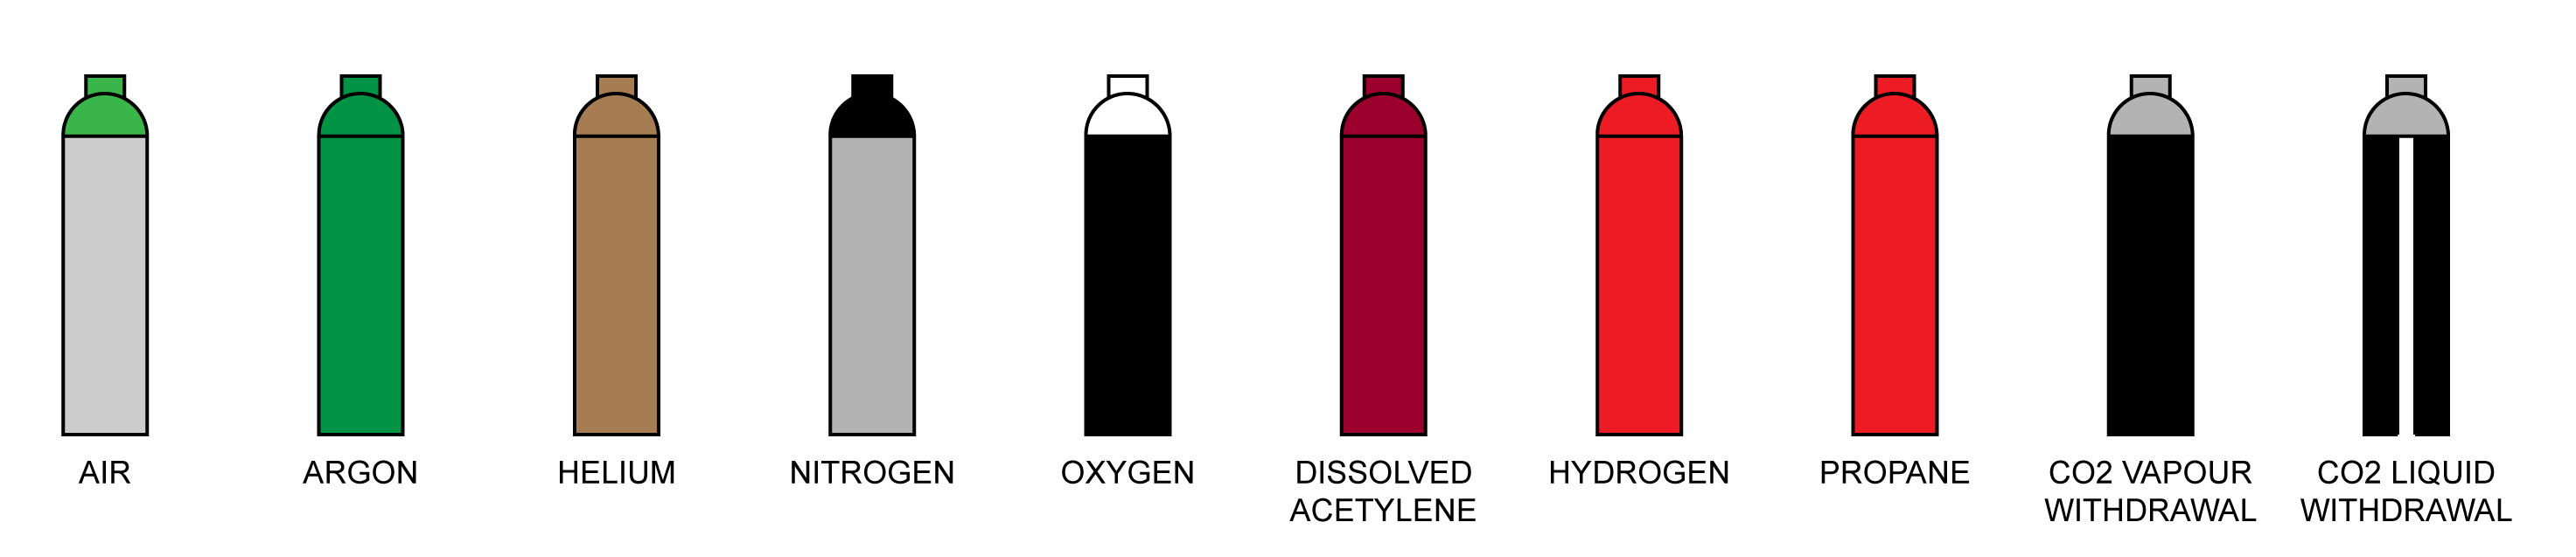 AIR
ARGON
HELIUM
NITROGEN
OXYGEN
DISSOLVED
ACETYLENE
HYDROGEN
PROPANE
CO2 VAPOUR
WITHDRAWAL
CO2 LIQUID
WITHDRAWAL